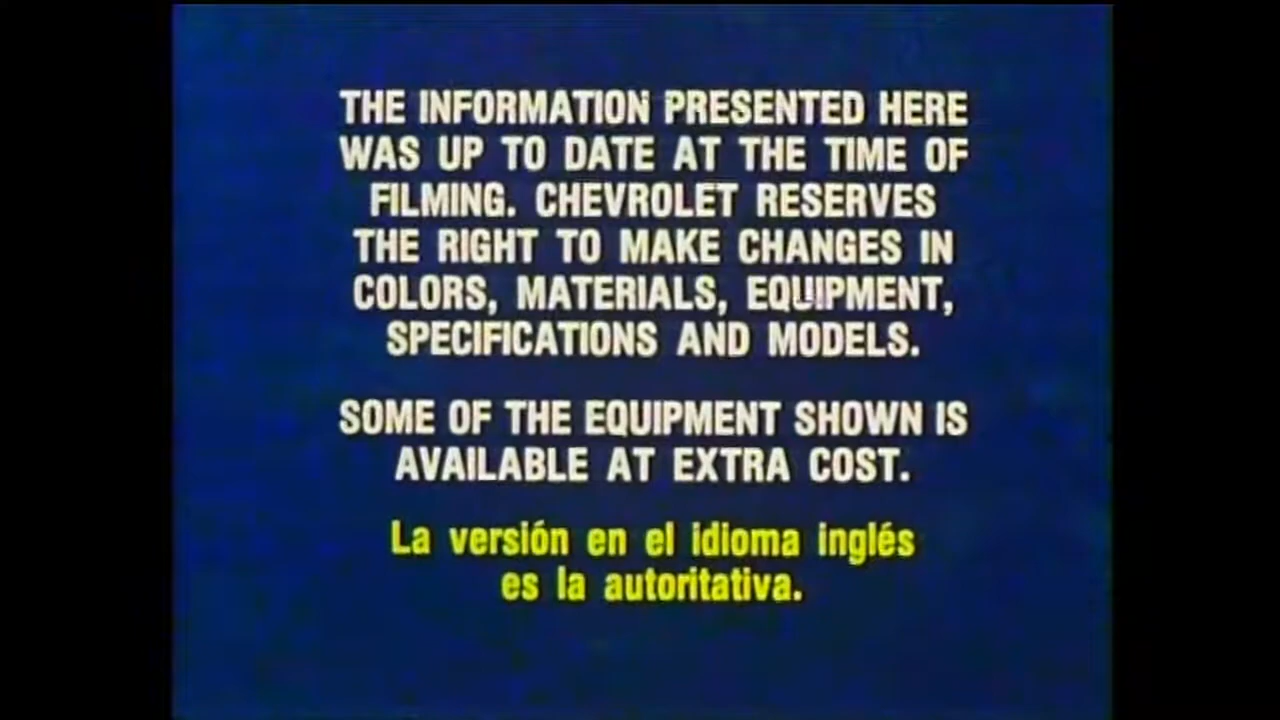 THE INFORMATION PRESENTED HERE
WAS UP TO DATE AT THE TIME OF
FILMING. CHEVROLET RESERVES
THE RIGHT TO MAKE CHANGES IN
COLORS, MATERIALS, EQUIPMENT,
SPECIFICATIONS AND MODELS.
SOME OF THE EQUIPMENT SHOWN IS
AVAILABLE AT EXTRA COST.
La versión en el idioma inglés
es la autoritativa.